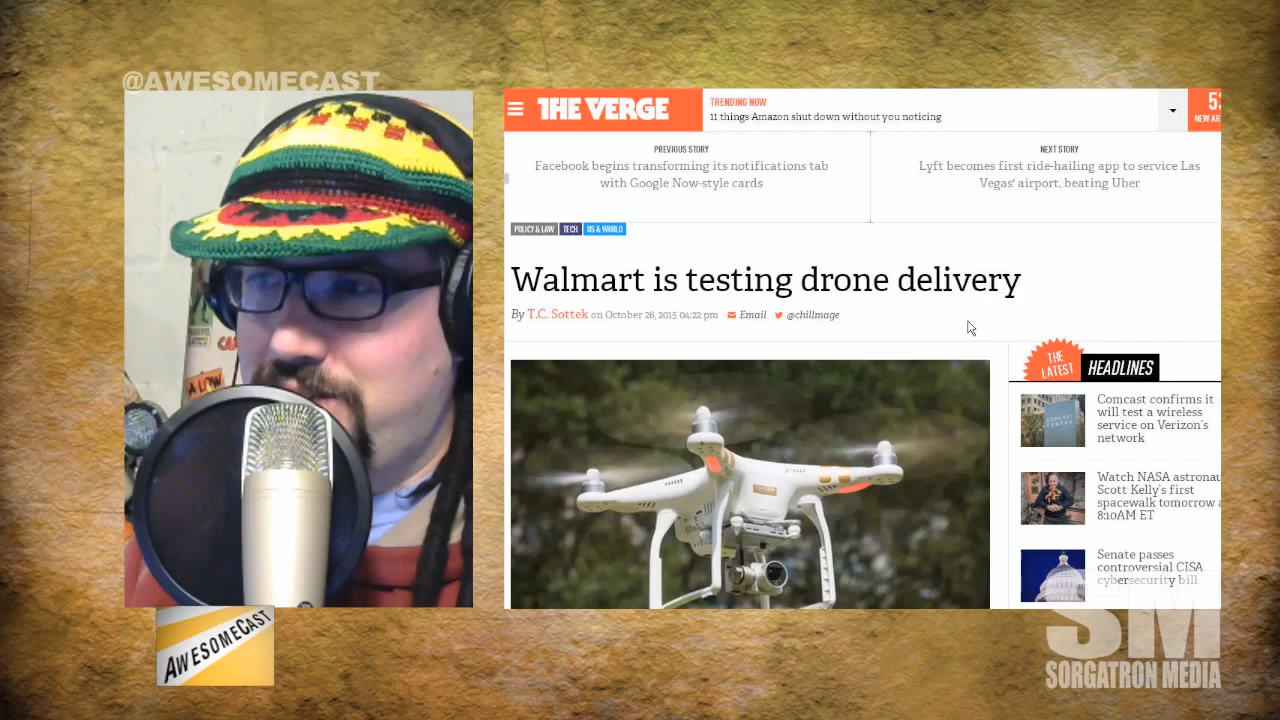 @AWESOMECAST
THE VERGE
TRENDING NOW
11 things Amazon shut down without you noticing
NEW AR
PREVIOUS STORY
Facebook begins transforming its notifications tab
with Google Now-style cards
NEXT STORY
Lyft becomes first ride-hailing app to service Las
Vegas' airport, beating Uber
POLICY & LAW
TECH
US & WORLD
Walmart is testing drone delivery
By T.C. Sottek on October 26, 2015 04:22 pm
Email
@chillmage
THE
LATEST
HEADLINES
Comcast confirms it
will test a wireless
service on Verizon's
network
Watch NASA astronau
Scott Kelly's first
spacewalk tomorrow a
8:10AM ET
Senate passes
controversial CISA
cybersecurity bill
A LOW
AWESOMECAST
SM
SORGATRON MEDIA